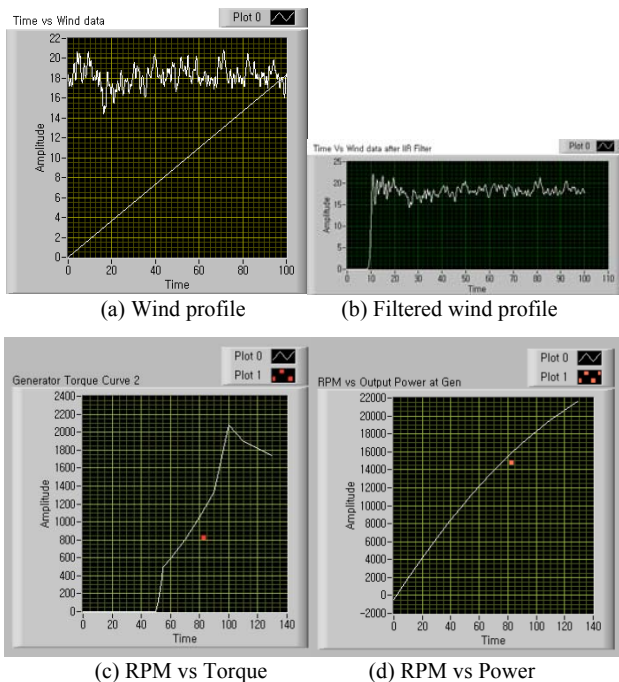 Time vs Wind data
Plot 0
22
20
18
16
14
12
10
8
6
4
2
0
Amplitude
0 20 40 60 80 100
Time
(a) Wind profile
Time Vs Wind data after IIR Filter
Plot 0
25
20
15
10
5
0
Amplitude
0 10 20 30 40 50 60 70 80 90 100 110
Time
(b) Filtered wind profile
Generator Torque Curve 2
Plot 0
Plot 1
2400
2200
2000
1800
1600
1400
1200
1000
800
600
400
200
0
Amplitude
0 20 40 60 80 100 120 140
Time
(c) RPM vs Torque
RPM vs Output Power at Gen
Plot 0
Plot 1
22000
20000
18000
16000
14000
12000
10000
8000
6000
4000
2000
0
-2000
Amplitude
0 20 40 60 80 100 120 140
Time
(d) RPM vs Power